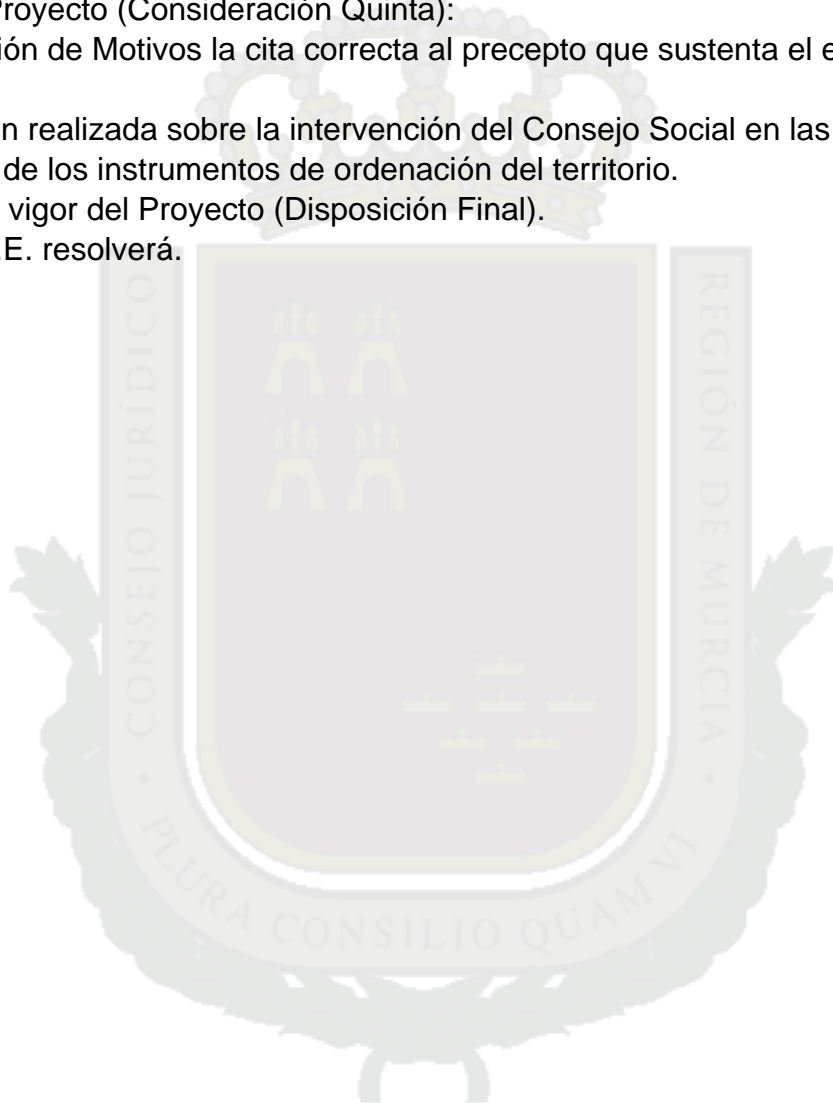 royecto (Consideración Quinta):
ión de Motivos la cita correcta al precepto que sustenta el e
n realizada sobre la intervención del Consejo Social en las
de los instrumentos de ordenación del territorio.
vigor del Proyecto (Disposición Final).
.E. resolverá.
CONSEJO JURÍDICO
REGIÓN DE MURCIA
PLURA CONSILIO QUAM VI